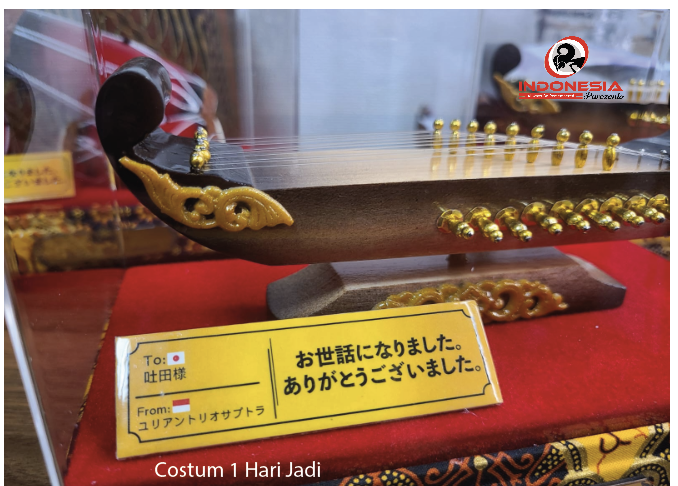 INDONESIA
Purezento
To:
吐田様
From:
ユリアントリオサプトラ
お世話になりました。
ありがとうございました。
Costum 1 Hari Jadi